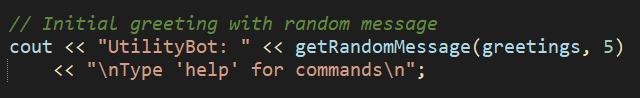 // Initial greeting with random message
cout << "UtilityBot: " << getRandomMessage(greetings, 5)
    << "\nType 'help' for commands\n";